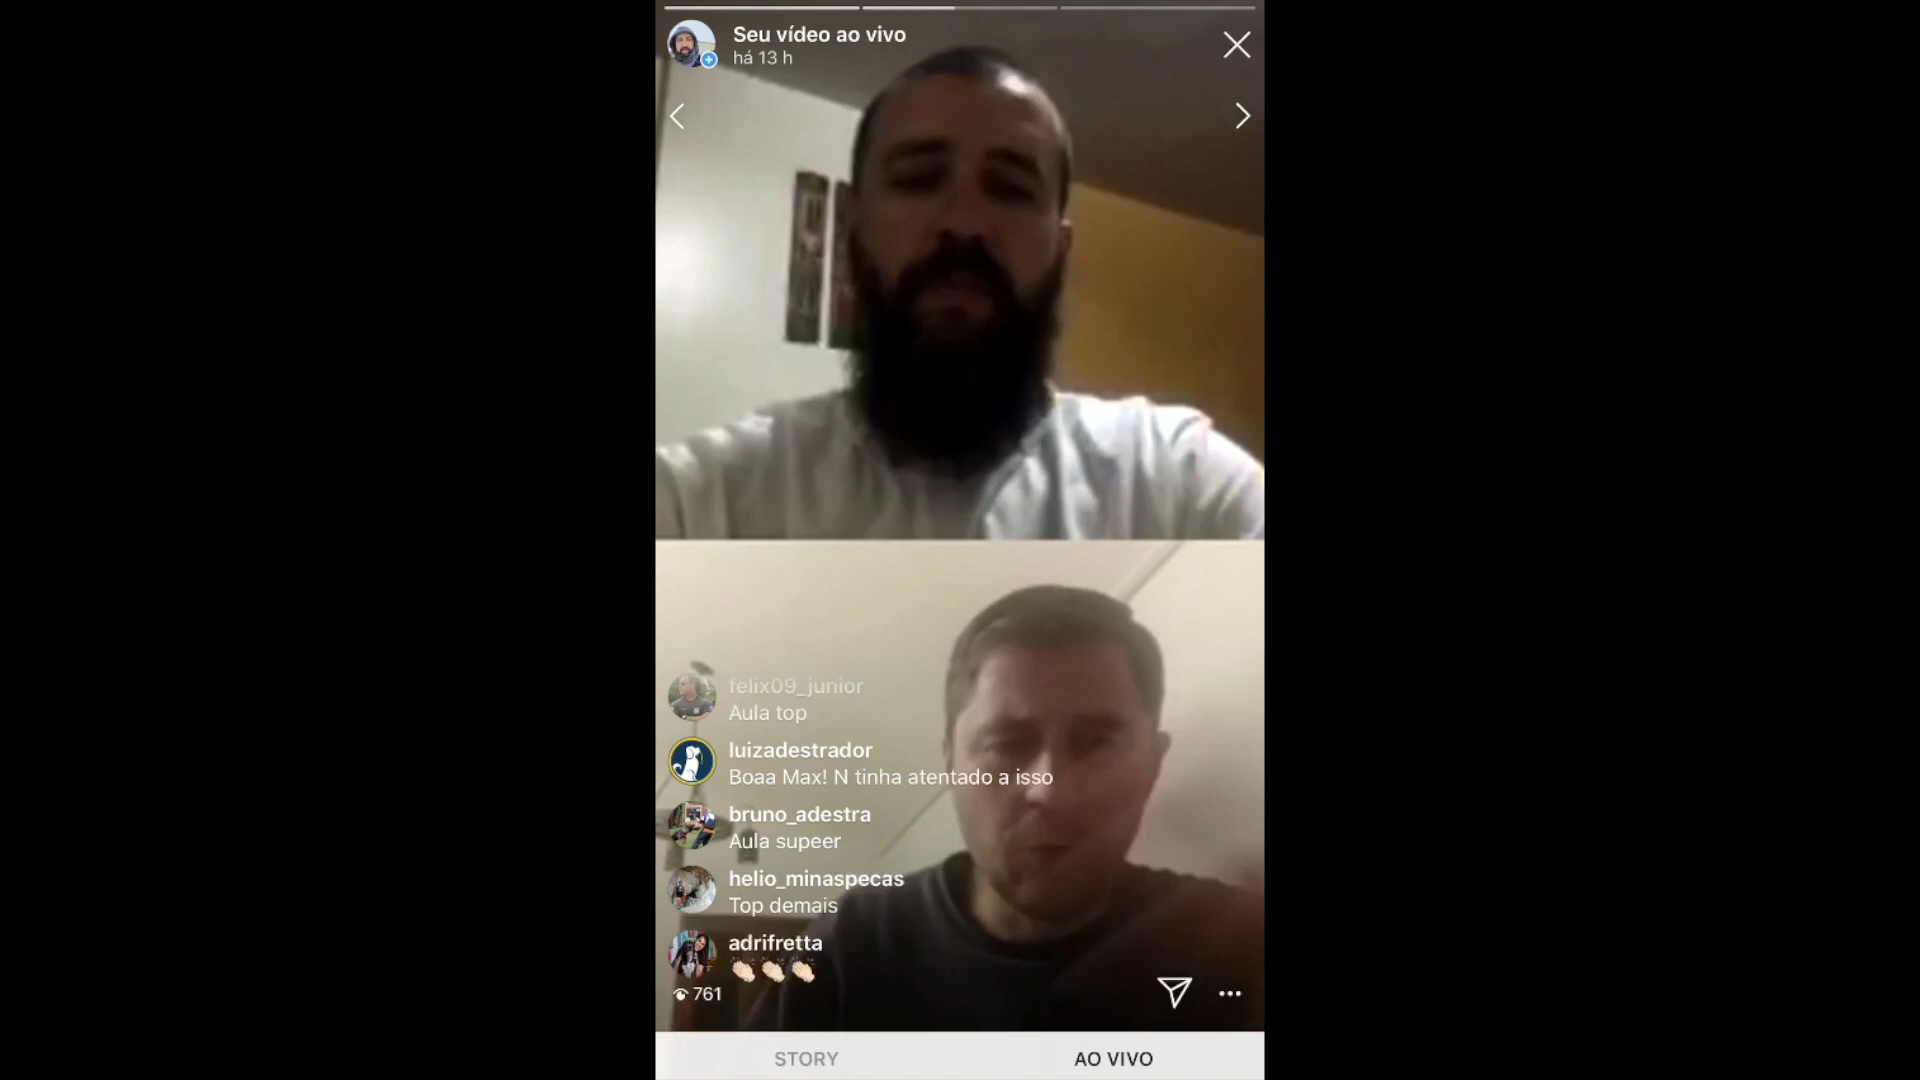 Seu vídeo ao vivo
há 13 h
felix09_junior
Aula top
luizadestrador
Boaa Max! N tinha atentado a isso
bruno_adestra
Aula supeer
helio_minaspecas
Top demais
adrifretta
👏🏻👏🏻👏🏻
761
STORY
AO VIVO